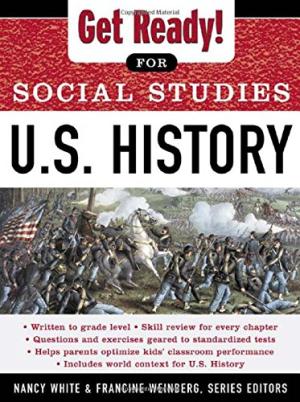 Get Ready!
FOR
SOCIAL STUDIES
U.S. HISTORY
• Written to grade level • Skill review for every chapter
• Questions and exercises geared to standardized tests
• Helps parents optimize kids' classroom performance
• Includes world context for U.S. History
NANCY WHITE & FRANCINE WEINBERG, SERIES EDITORS